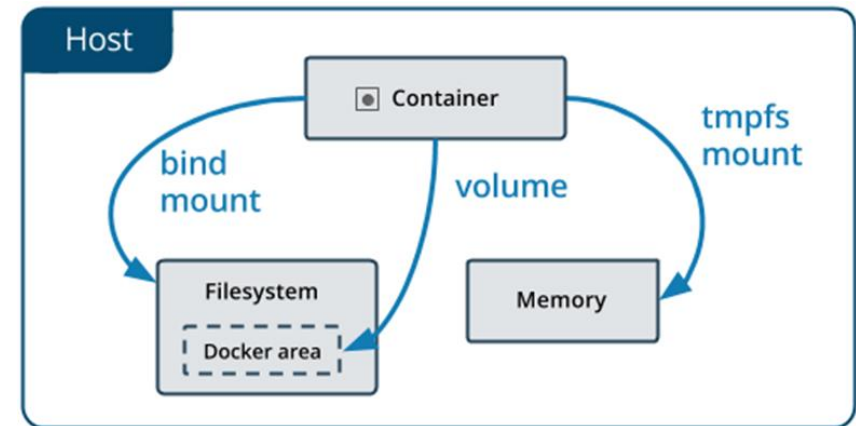 Host
Container
bind
mount
volume
tmpfs
mount
Filesystem
Docker area
Memory